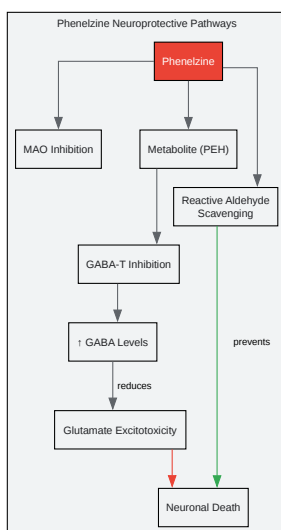 Phenelzine Neuroprotective Pathways
Phenelzine
MAO Inhibition
Metabolite (PEH)
Reactive Aldehyde
Scavenging
GABA-T Inhibition
↑ GABA Levels
prevents
reduces
Glutamate Excitotoxicity
Neuronal Death